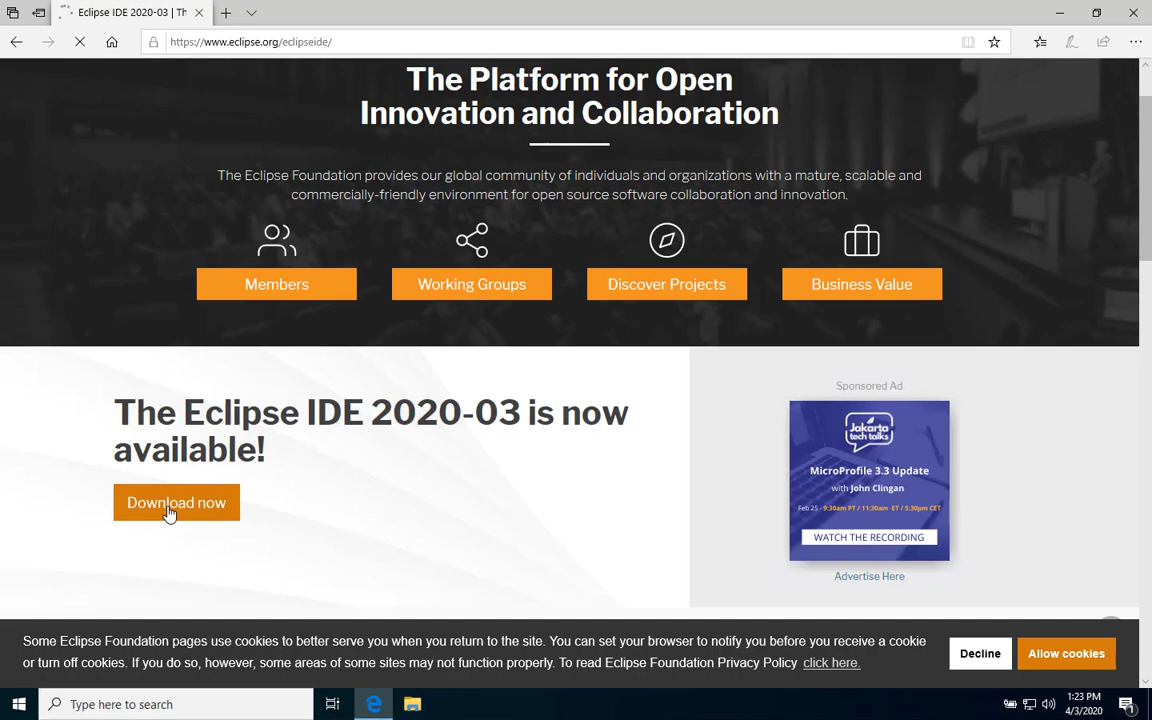 Eclipse IDE 2020-03 | Th
https://www.eclipse.org/eclipseide/
The Platform for Open
Innovation and Collaboration
The Eclipse Foundation provides our global community of individuals and organizations with a mature, scalable and
commercially-friendly environment for open source software collaboration and innovation.
Members
Working Groups
Discover Projects
Business Value
The Eclipse IDE 2020-03 is now
available!
Download now
Sponsored Ad
Jakarta
tech talks
MicroProfile 3.3 Update
with John Clingan
Feb 25 - 9:30am PT / 11:30am ET / 5:30pm CET
WATCH THE RECORDING
Advertise Here
Some Eclipse Foundation pages use cookies to better serve you when you return to the site. You can set your browser to notify you before you receive a cookie
or turn off cookies. If you do so, however, some areas of some sites may not function properly. To read Eclipse Foundation Privacy Policy click here.
Decline
Allow cookies
Type here to search
1:23 PM
4/3/2020
1